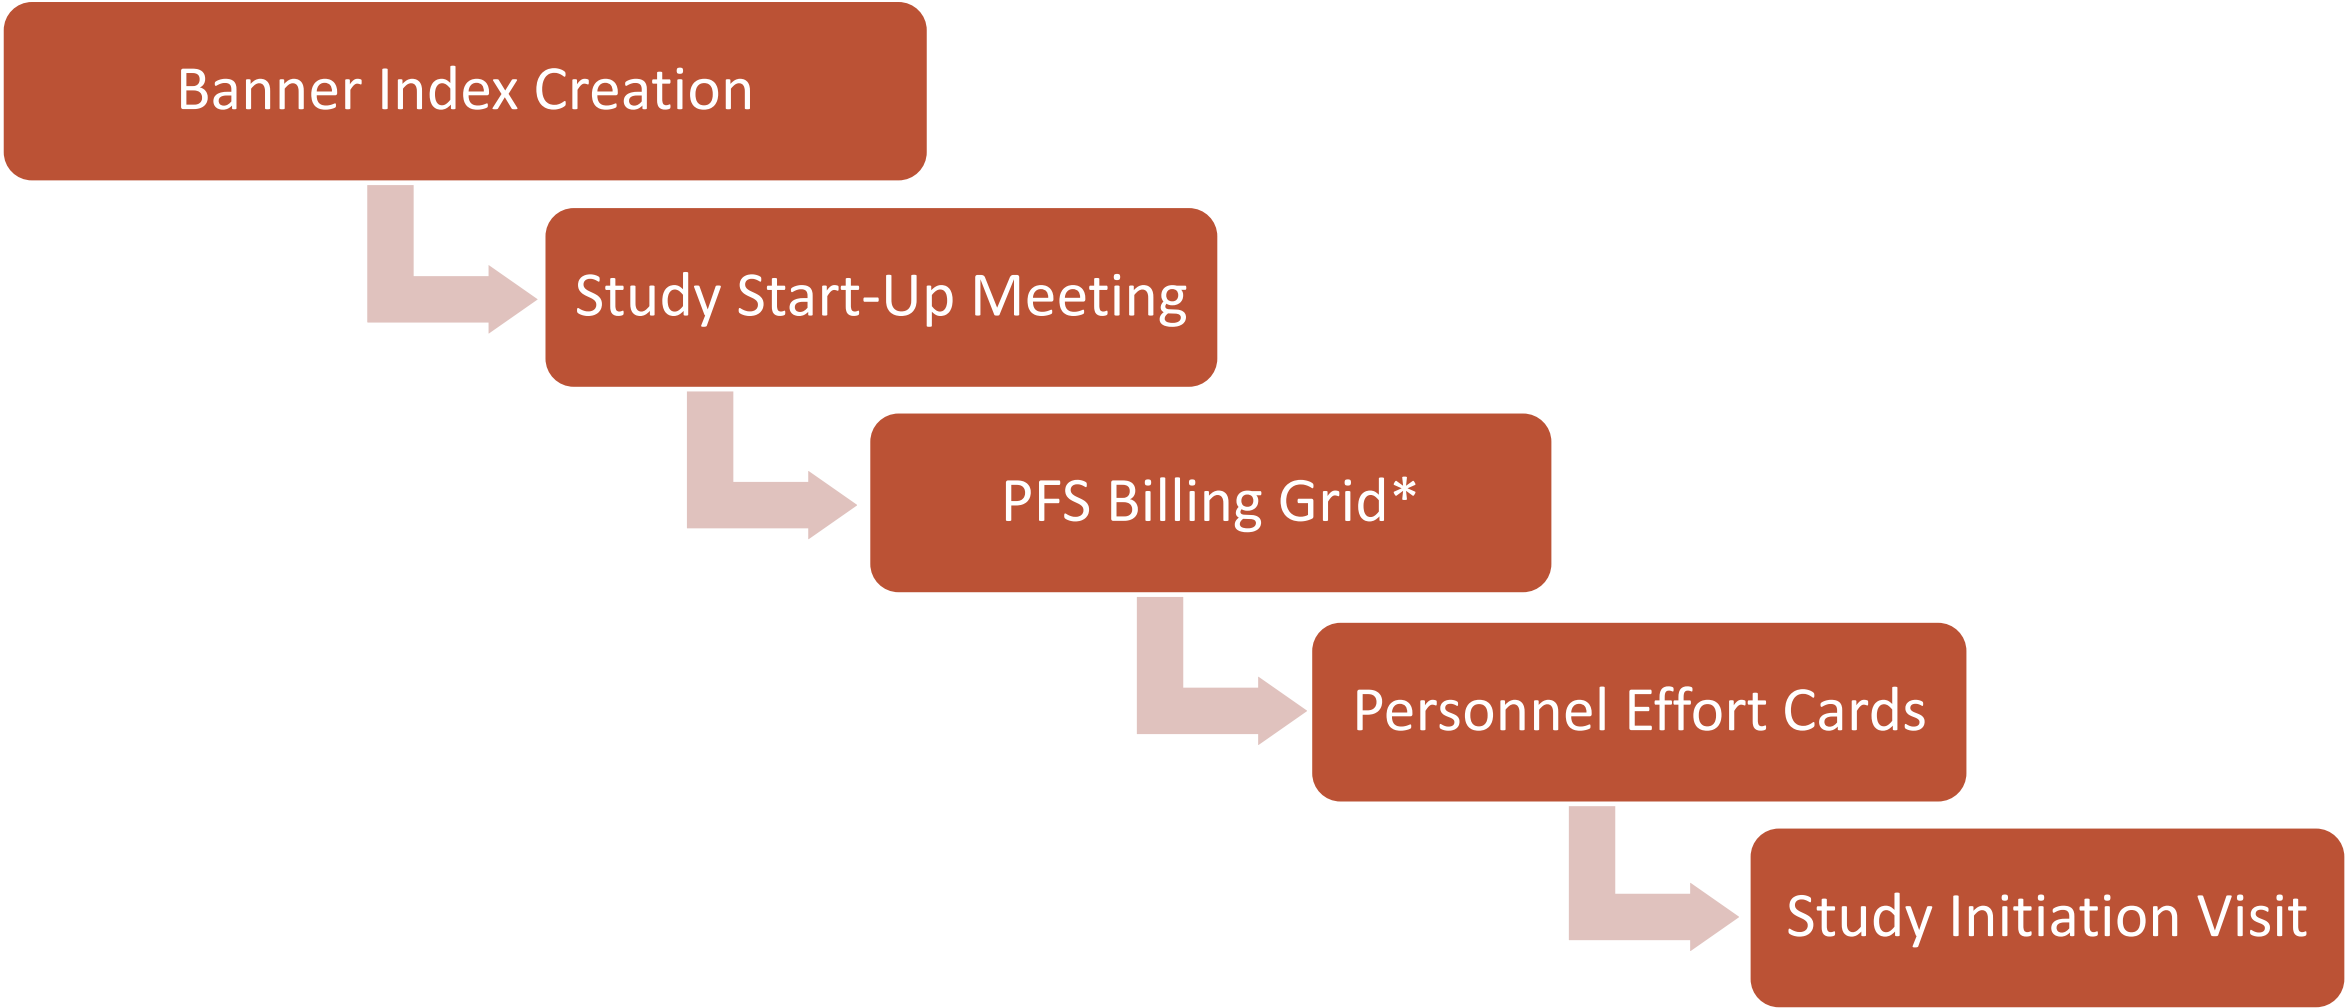 Banner Index Creation
Study Start-Up Meeting
PFS Billing Grid*
Personnel Effort Cards
Study Initiation Visit